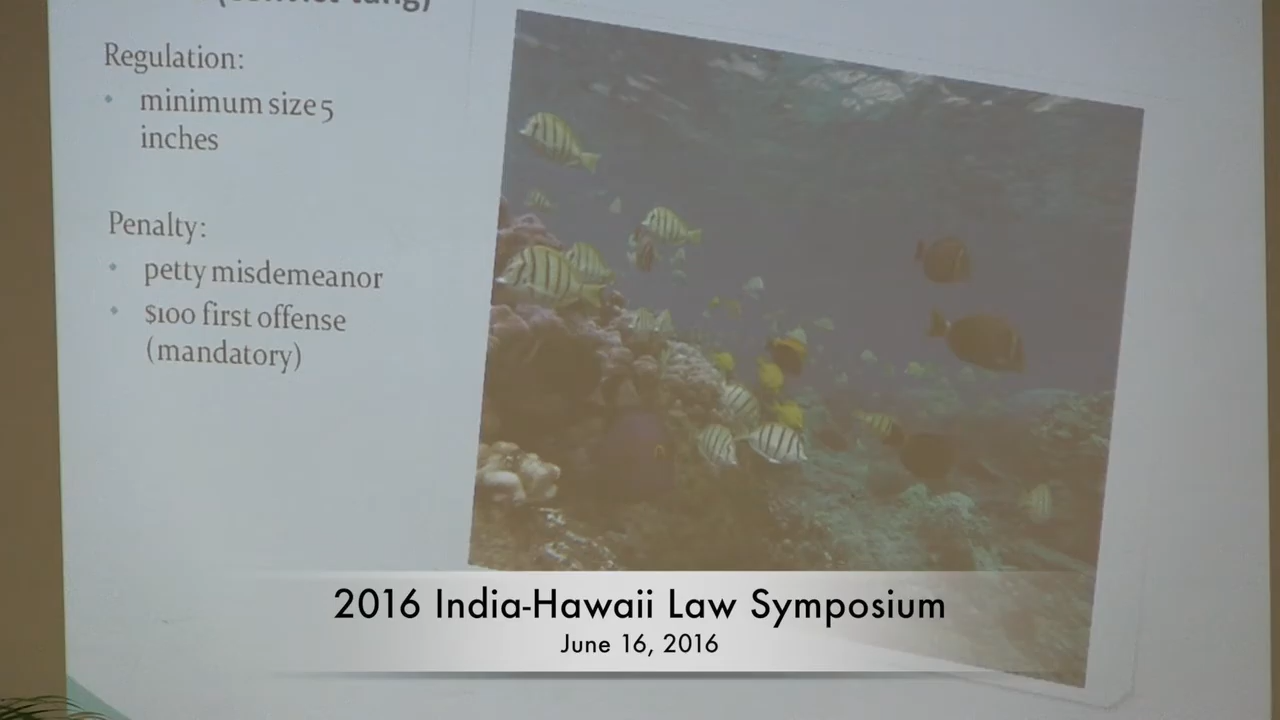 Regulation:
• minimum size 5
inches
Penalty:
• petty misdemeanor
• $100 first offense
(mandatory)
2016 India-Hawaii Law Symposium
June 16, 2016